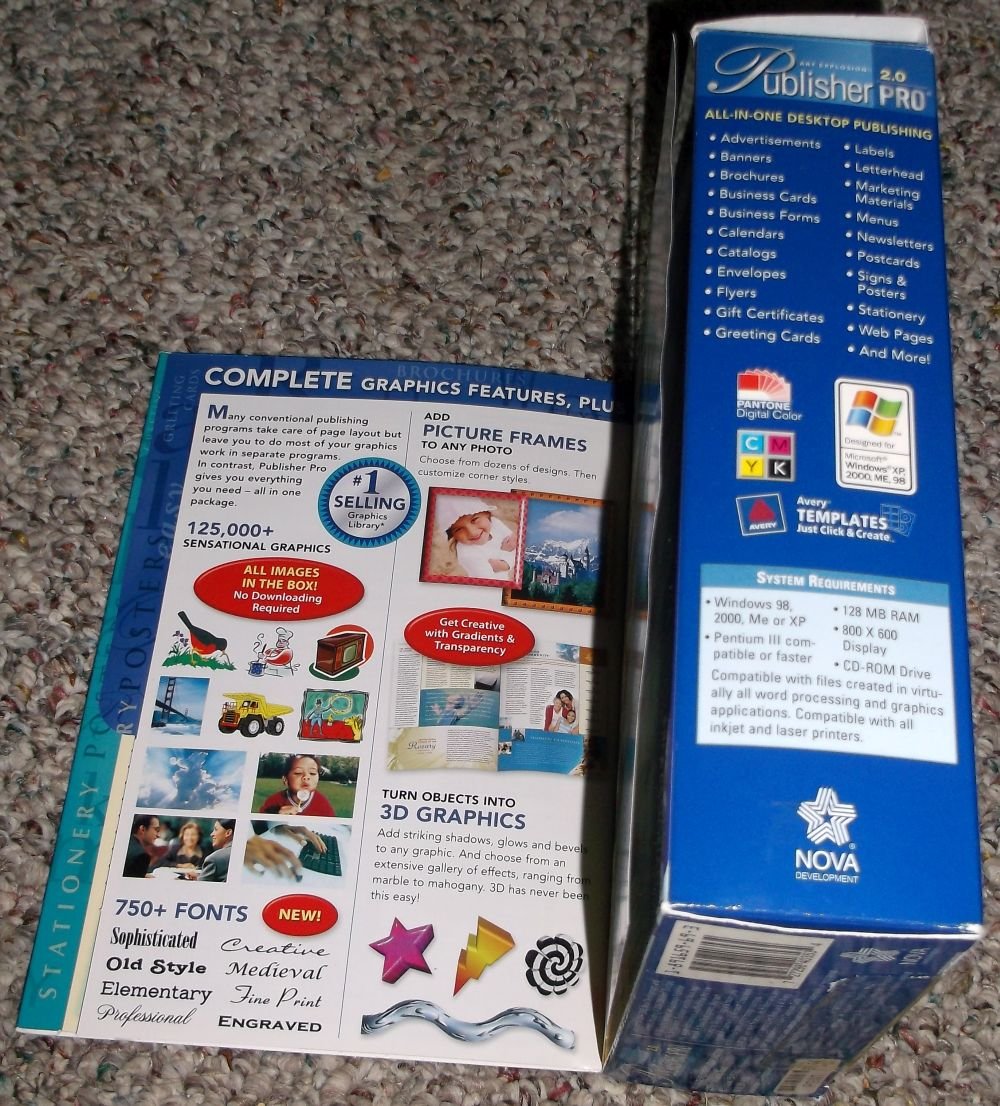 COMPLETE GRAPHICS FEATURES, PLU
Many conventional publishing
programs take care of page layout but
leave you to do most of your graphics
work in separate programs.
In contrast, Publisher Pro
gives you everything
you need – all in one
package.
#1
SELLING
Graphics
Library*
125,000+
SENSATIONAL GRAPHICS
ALL IMAGES
IN THE BOX!
No Downloading
Required
750+ FONTS
NEW!
Sophisticated
Old Style
Elementary
Professional
Creative
Medieval
Fine Print
ENGRAVED
ADD
PICTURE FRAMES
TO ANY PHOTO
Choose from dozens of designs. Then
customize corner styles.
Get Creative
with Gradients &
Transparency
TURN OBJECTS INTO
3D GRAPHICS
Add striking shadows, glows and bevels
to any graphic. And choose from an
extensive gallery of effects, ranging from
marble to mahogany. 3D has never been
this easy!
STATIONERY
POSTERS
BROCHURES
GREETING
CARDS
ART EXPLOSION
Publisher 2.0
PRO™
ALL-IN-ONE DESKTOP PUBLISHING
• Advertisements
• Banners
• Brochures
• Business Cards
• Business Forms
• Calendars
• Catalogs
• Envelopes
• Flyers
• Gift Certificates
• Greeting Cards
• Labels
• Letterhead
• Marketing
Materials
• Menus
• Newsletters
• Postcards
• Signs &
Posters
• Stationery
• Web Pages
• And More!
PANTONE
Digital Color
C M
Y K
Designed for
Microsoft®
Windows® XP,
2000, ME, 98
AVERY
Avery®
TEMPLATES
Just Click & Create™
SYSTEM REQUIREMENTS
• Windows 98,
2000, Me or XP
• Pentium III com-
patible or faster
• 128 MB RAM
• 800 X 600
Display
• CD-ROM Drive
Compatible with files created in virtu-
ally all word processing and graphics
applications. Compatible with all
inkjet and laser printers.
NOVA
DEVELOPMENT
NOVA